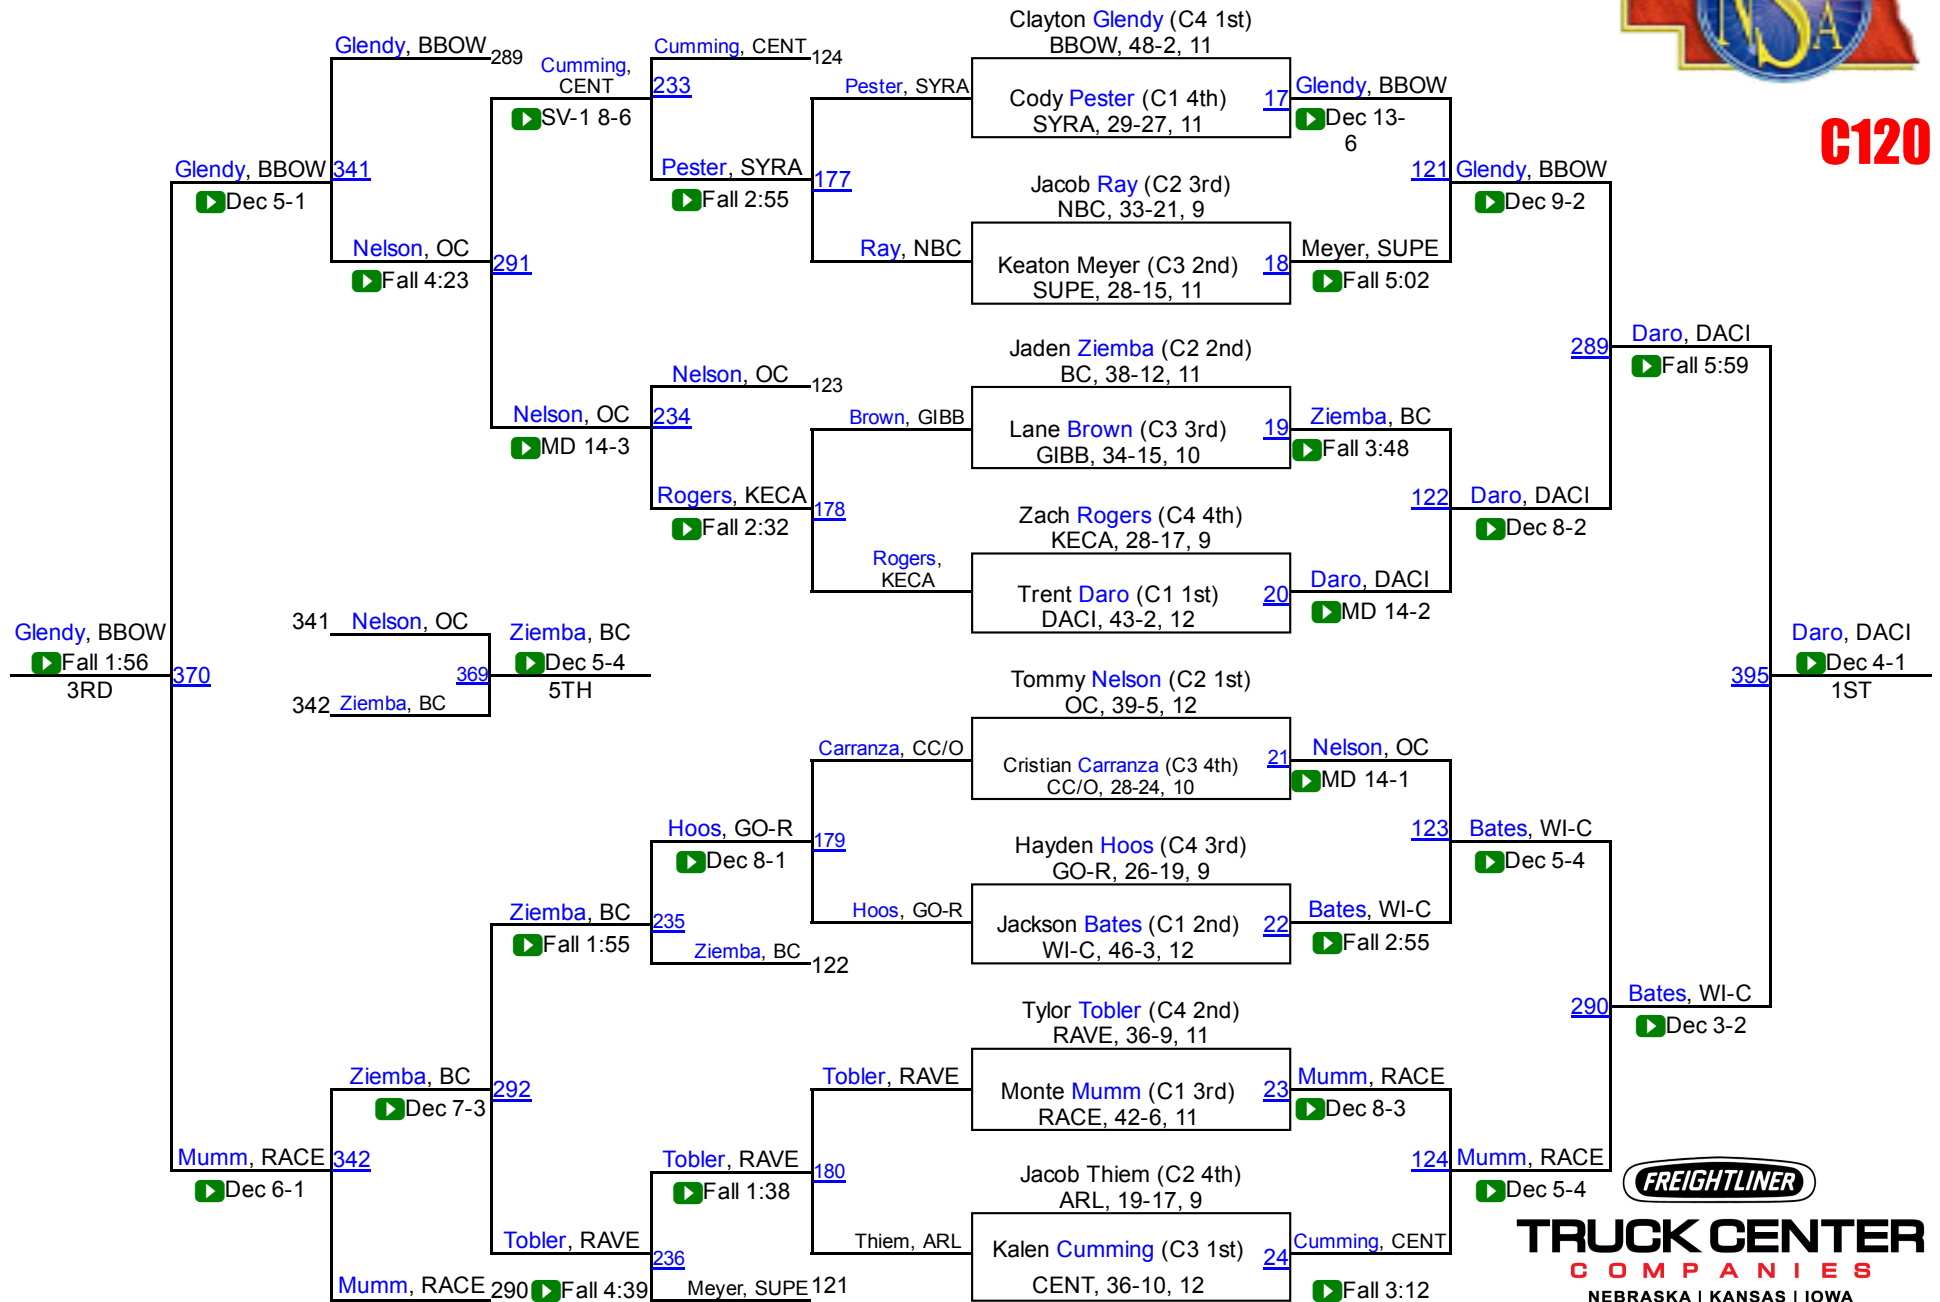 NSA
C120
Clayton Glendy (C4 1st)
BBOW, 48-2, 11
Cody Pester (C1 4th)
SYRA, 29-27, 11
17
Jacob Ray (C2 3rd)
NBC, 33-21, 9
Keaton Meyer (C3 2nd)
SUPE, 28-15, 11
18
Jaden Ziemba (C2 2nd)
BC, 38-12, 11
Lane Brown (C3 3rd)
GIBB, 34-15, 10
19
Zach Rogers (C4 4th)
KECA, 28-17, 9
Trent Daro (C1 1st)
DACI, 43-2, 12
20
Tommy Nelson (C2 1st)
OC, 39-5, 12
Cristian Carranza (C3 4th)
CC/O, 28-24, 10
21
Hayden Hoos (C4 3rd)
GO-R, 26-19, 9
Jackson Bates (C1 2nd)
WI-C, 46-3, 12
22
Tylor Tobler (C4 2nd)
RAVE, 36-9, 11
Monte Mumm (C1 3rd)
RACE, 42-6, 11
23
Jacob Thiem (C2 4th)
ARL, 19-17, 9
Kalen Cumming (C3 1st)
CENT, 36-10, 12
24
Glendy, BBOW
Dec 13-
6
Meyer, SUPE
Fall 5:02
Ziemba, BC
Fall 3:48
Daro, DACI
MD 14-2
Nelson, OC
MD 14-1
Bates, WI-C
Fall 2:55
Mumm, RACE
Dec 8-3
Cumming, CENT
Fall 3:12
121
Glendy, BBOW
Dec 9-2
122
Daro, DACI
Dec 8-2
123
Bates, WI-C
Dec 5-4
124
Mumm, RACE
Dec 5-4
289
Daro, DACI
Fall 5:59
290
Bates, WI-C
Dec 3-2
395
Daro, DACI
Dec 4-1
1ST
Pester, SYRA
Ray, NBC
177
Brown, GIBB
Rogers,
KECA
178
Carranza, CC/O
Hoos, GO-R
179
Tobler, RAVE
Thiem, ARL
180
Cumming, CENT
124
Pester, SYRA
Fall 2:55
233
Nelson, OC
123
Rogers, KECA
Fall 2:32
234
Hoos, GO-R
Dec 8-1
235
Ziemba, BC
122
Tobler, RAVE
Fall 1:38
236
Meyer, SUPE
121
Cumming,
CENT
SV-1 8-6
Nelson, OC
MD 14-3
291
Ziemba, BC
Fall 1:55
Tobler, RAVE
Fall 4:39
292
Glendy, BBOW
289
Nelson, OC
Fall 4:23
341
Ziemba, BC
Dec 7-3
Mumm, RACE
290
342
Glendy, BBOW
Dec 5-1
Mumm, RACE
Dec 6-1
370
Glendy, BBOW
Fall 1:56
3RD
341
Nelson, OC
342
Ziemba, BC
369
Ziemba, BC
Dec 5-4
5TH
FREIGHTLINER
TRUCK CENTER
COMPANIES
NEBRASKA | KANSAS | IOWA